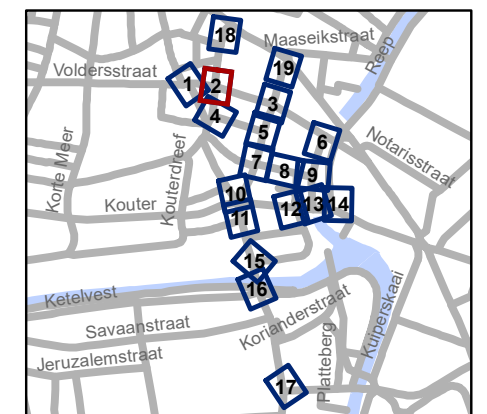 18
Maaseikstraat
Reep
19
Voldersstraat
1
2
3
4
5
6
Notarisstraat
Korte Meer
Kouterdreef
7
8
9
10
Kouter
11
12
13
14
15
Ketelvest
16
Korianderstraat
Kuiperskaai
Savaanstraat
Platteberg
Jeruzalemstraat
17